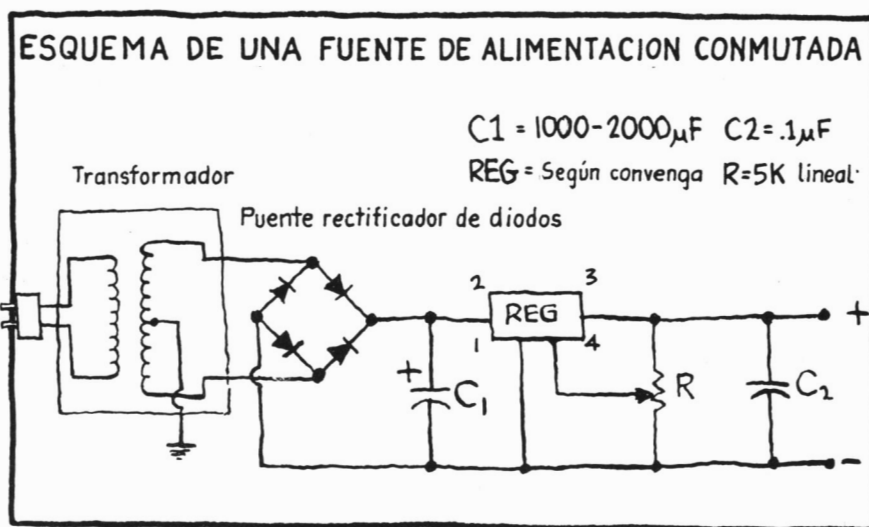 ESQUEMA DE UNA FUENTE DE ALIMENTACION CONMUTADA
C1 = 1000-2000µF C2=.1µF
REG = Según convenga R=5K lineal.
Transformador
Puente rectificador de diodos
2
3
REG
1
4
+
+
C1
R
C2
-